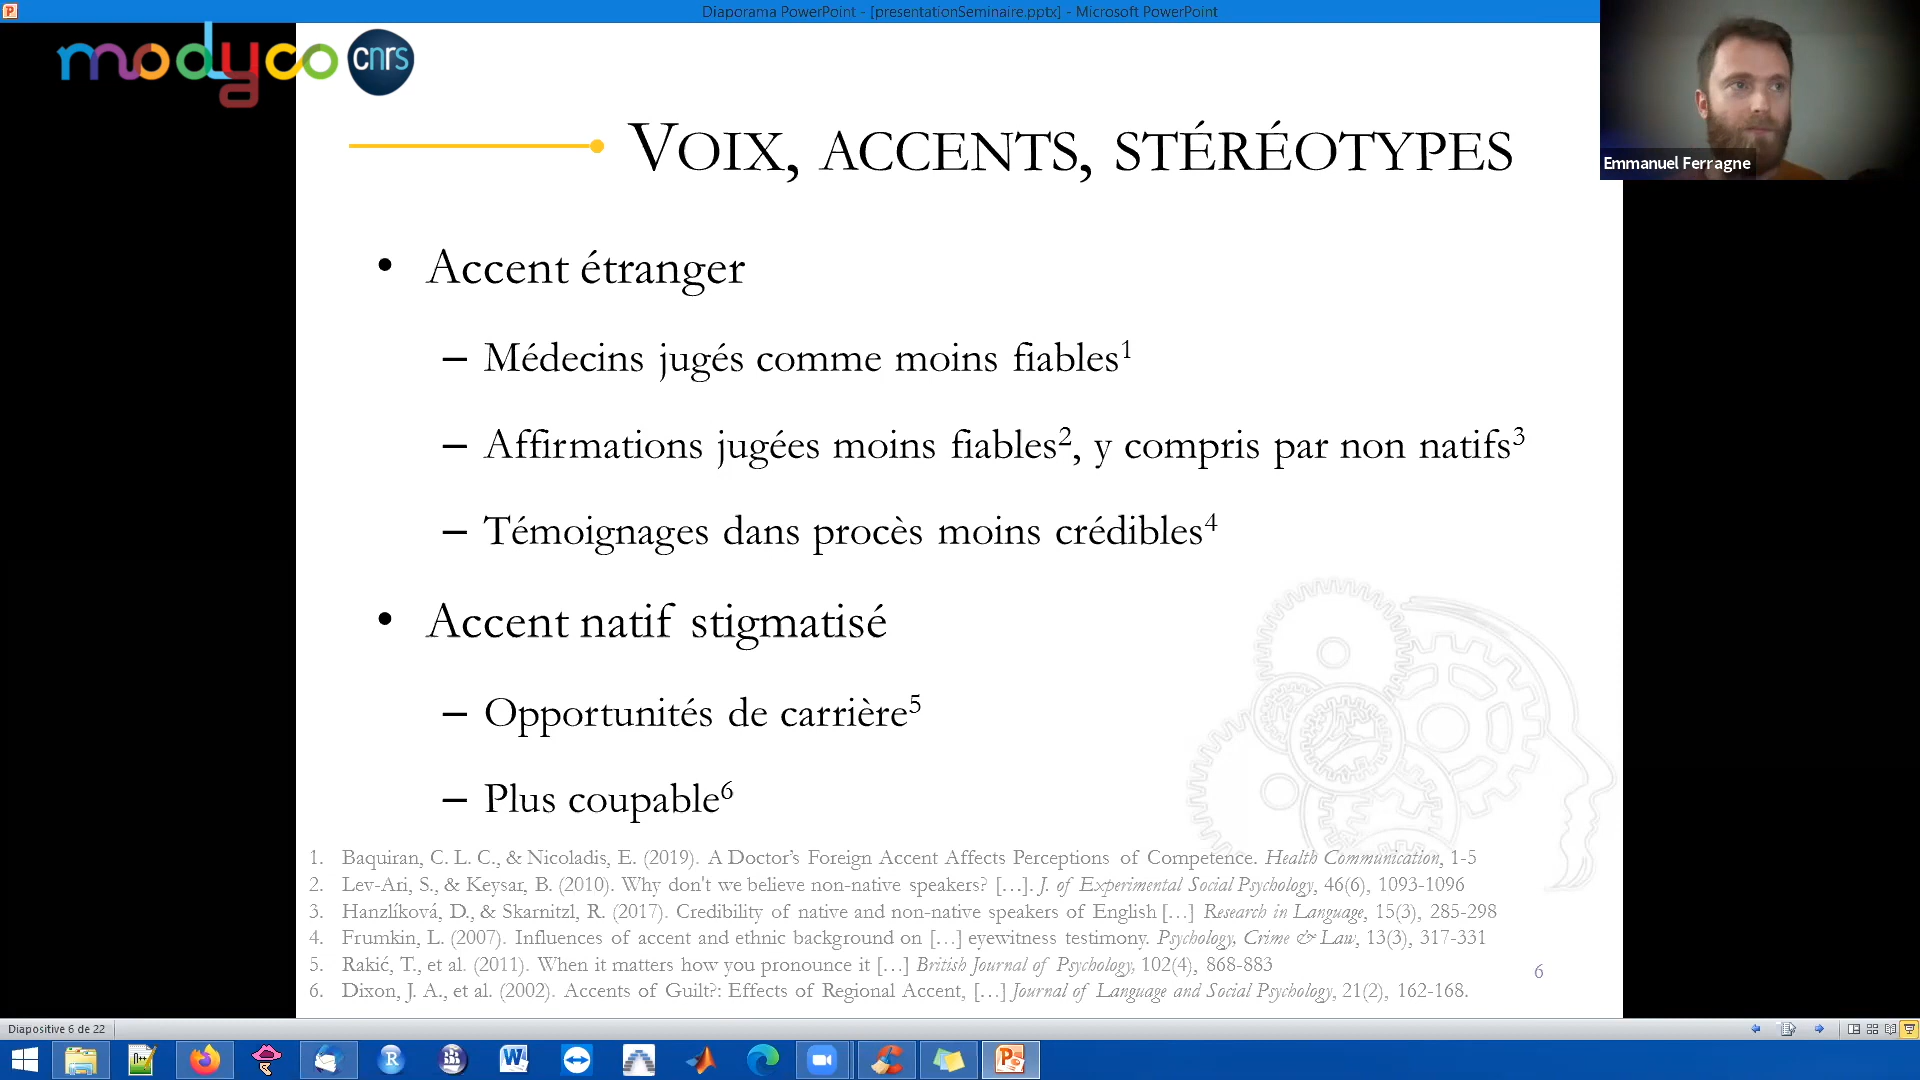 Diaporama PowerPoint - [presentationSeminaire.pptx] - Microsoft PowerPoint
modyco cnrs
Emmanuel Ferragne
VOIX, ACCENTS, STÉRÉOTYPES
• Accent étranger
– Médecins jugés comme moins fiables1
– Affirmations jugées moins fiables2, y compris par non natifs3
– Témoignages dans procès moins crédibles4
• Accent natif stigmatisé
– Opportunités de carrière5
– Plus coupable6
1. Baquiran, C. L. C., & Nicoladis, E. (2019). A Doctor’s Foreign Accent Affects Perceptions of Competence. Health Communication, 1-5
2. Lev-Ari, S., & Keysar, B. (2010). Why don't we believe non-native speakers? […]. J. of Experimental Social Psychology, 46(6), 1093-1096
3. Hanzlíková, D., & Skarnitzl, R. (2017). Credibility of native and non-native speakers of English […] Research in Language, 15(3), 285-298
4. Frumkin, L. (2007). Influences of accent and ethnic background on […] eyewitness testimony. Psychology, Crime & Law, 13(3), 317-331
5. Rakić, T., et al. (2011). When it matters how you pronounce it […] British Journal of Psychology, 102(4), 868-883
6. Dixon, J. A., et al. (2002). Accents of Guilt?: Effects of Regional Accent, […] Journal of Language and Social Psychology, 21(2), 162-168.
6
Diapositive 6 de 22